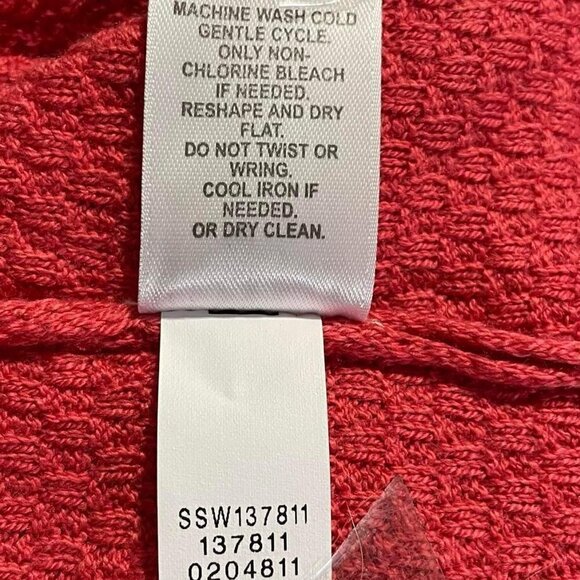 MACHINE WASH COLD
GENTLE CYCLE.
ONLY NON-
CHLORINE BLEACH
IF NEEDED.
RESHAPE AND DRY
FLAT.
DO NOT TWiST OR
WRING.
COOL IRON IF
NEEDED.
OR DRY CLEAN.
SSW137811
137811
0204811